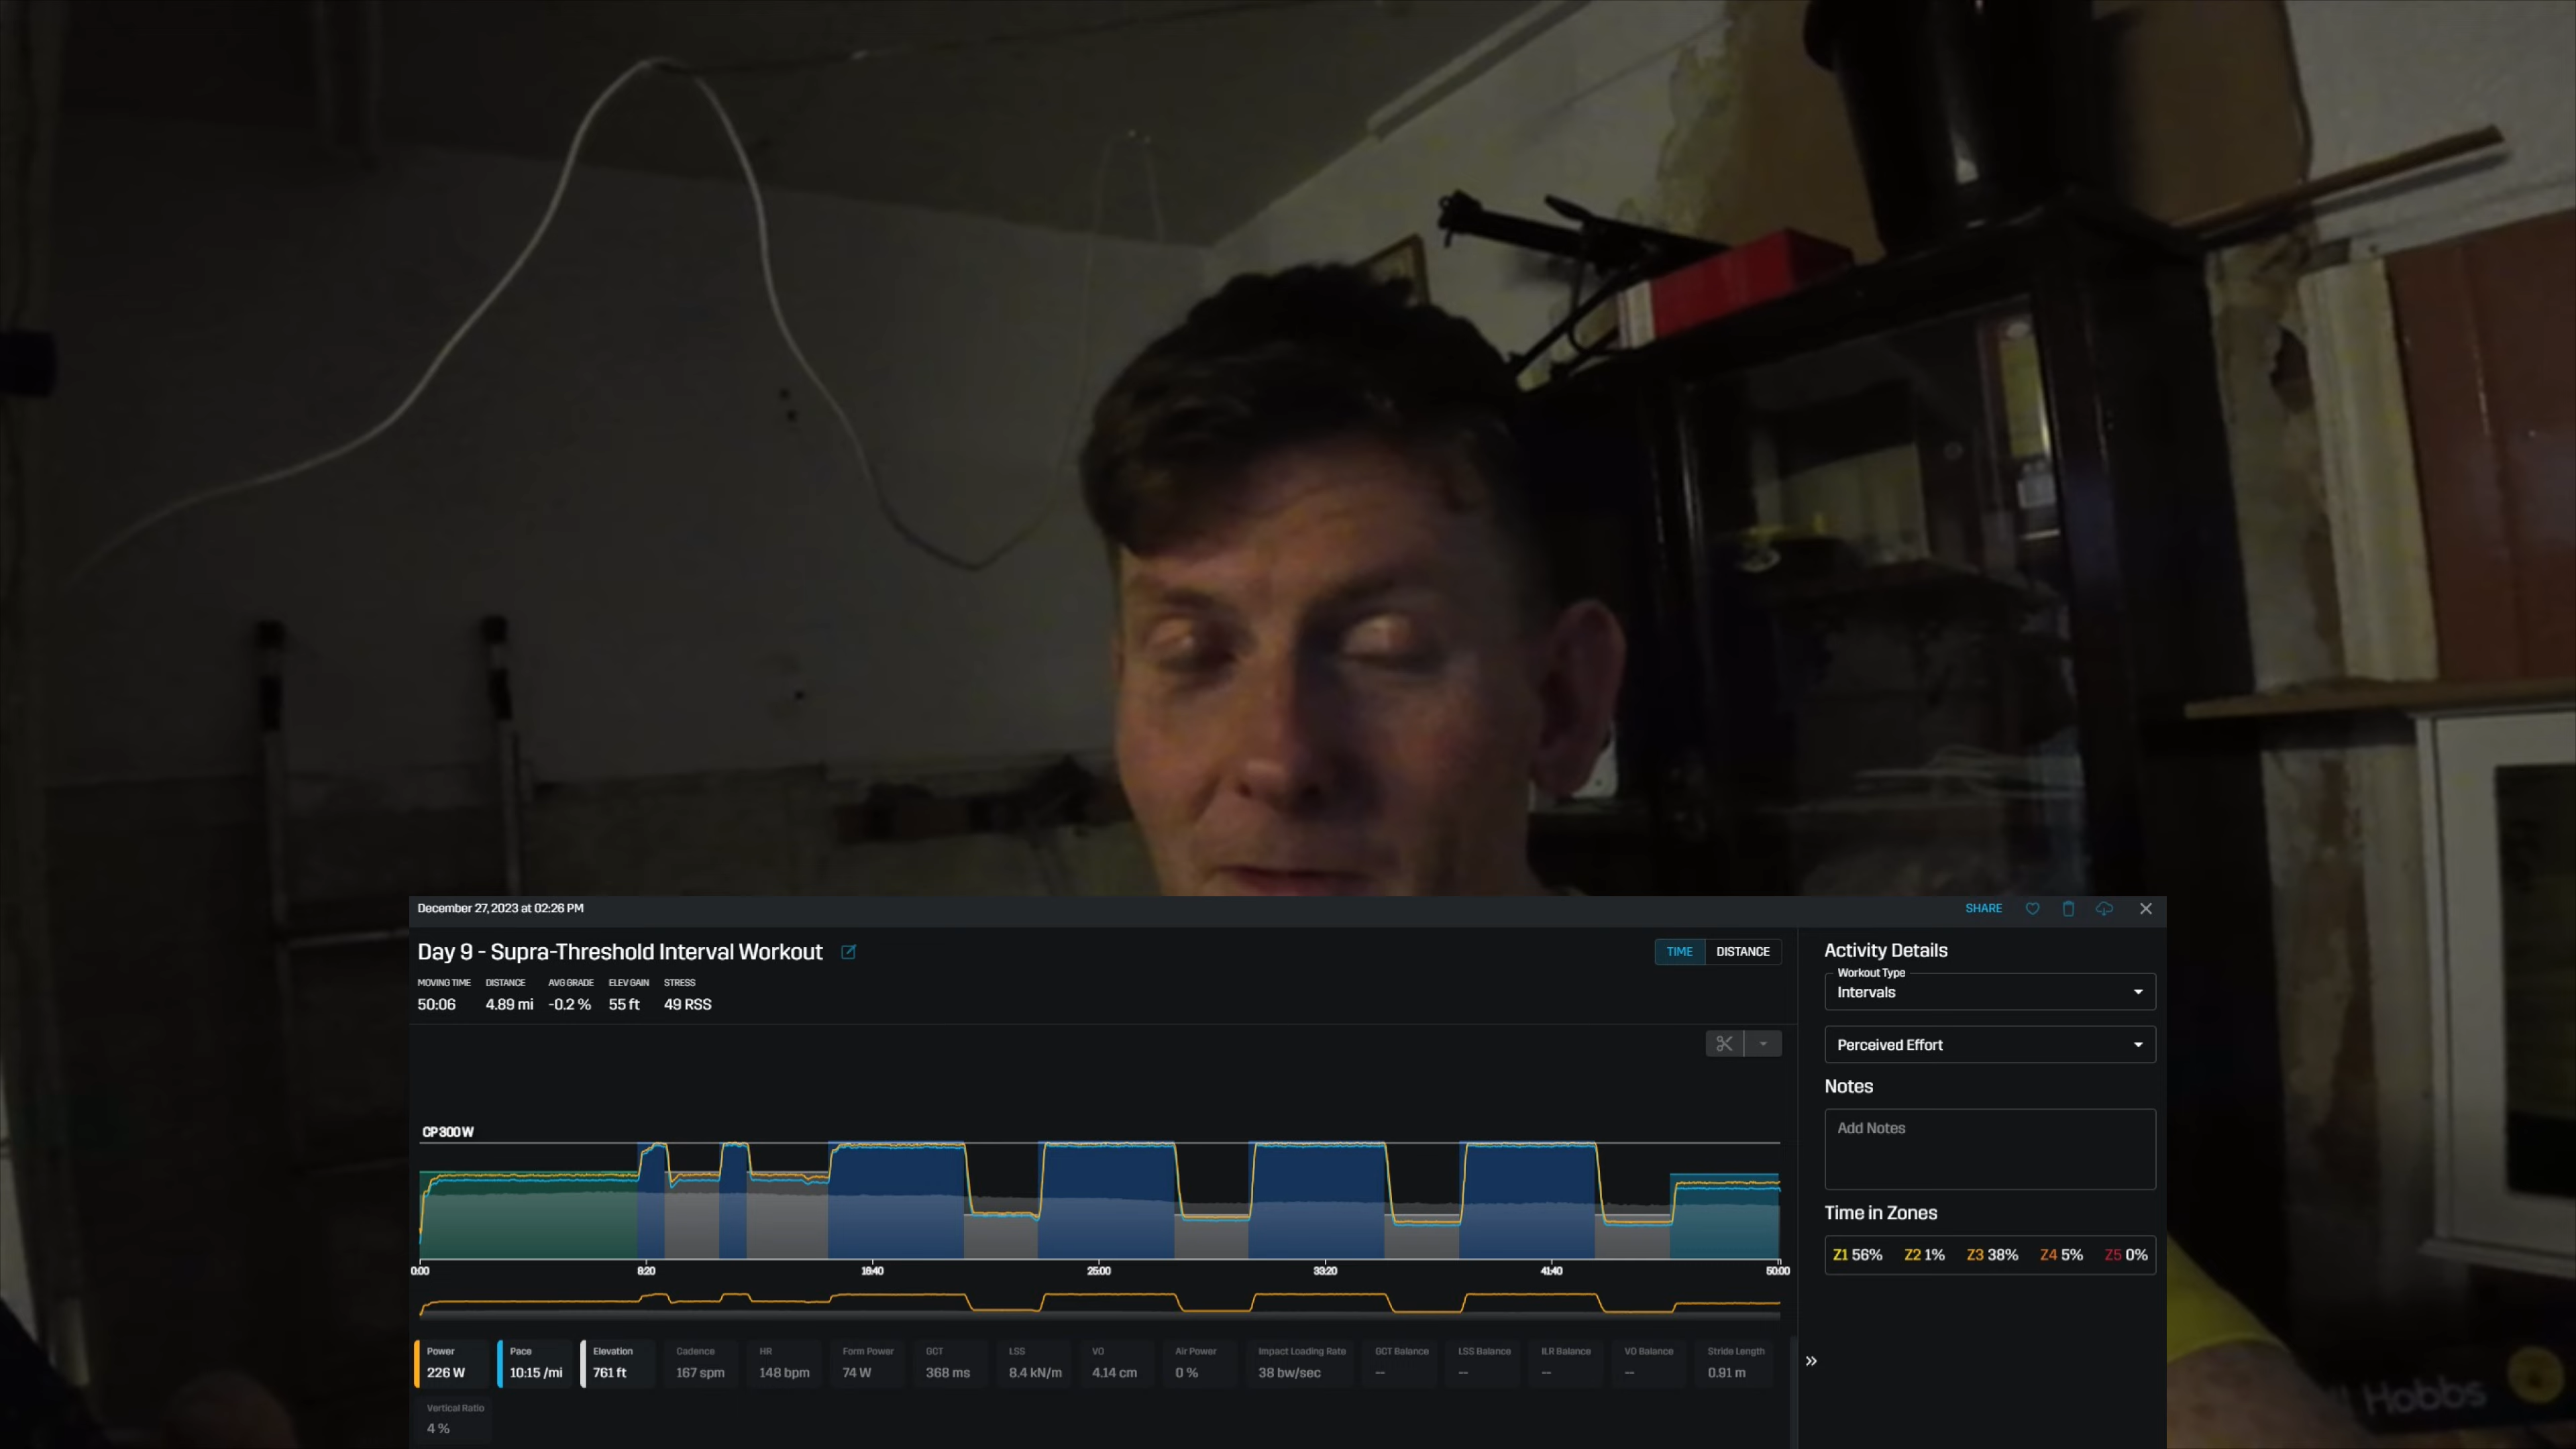 December 27, 2023 at 02:26 PM
SHARE
Day 9 - Supra-Threshold Interval Workout
TIME DISTANCE
MOVING TIME DISTANCE AVG GRADE ELEV GAIN STRESS
50:06 4.89 mi -0.2 % 55 ft 49 RSS
Activity Details
Workout Type
Intervals
Perceived Effort
Notes
Add Notes
Time in Zones
Z1 56% Z2 1% Z3 38% Z4 5% Z5 0%
CP 300 W
0:00 8:20 16:40 25:00 33:20 41:40 50:00
Power Pace Elevation Cadence HR Form Power GCT LSS VO Air Power Impact Loading Rate GCT Balance LSS Balance ILR Balance VO Balance Stride Length
226 W 10:15 /mi 761 ft 167 spm 148 bpm 74 W 368 ms 8.4 kN/m 4.14 cm 0 % 38 bw/sec -- -- -- -- 0.91 m
Vertical Ratio
4 %
Hobbs